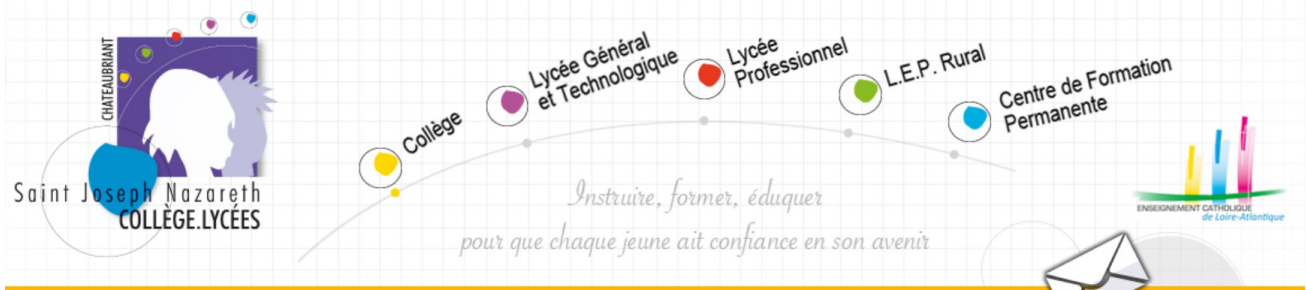 CHATEAUBRIANT
Saint Joseph Nazareth
COLLÈGE.LYCÉES
Collège
Lycée Général
et Technologique
Lycée
Professionnel
L.E.P. Rural
Centre de Formation
Permanente
Instruire, former, éduquer
pour que chaque jeune ait confiance en son avenir
ENSEIGNEMENT CATHOLIQUE
de Loire-Atlantique